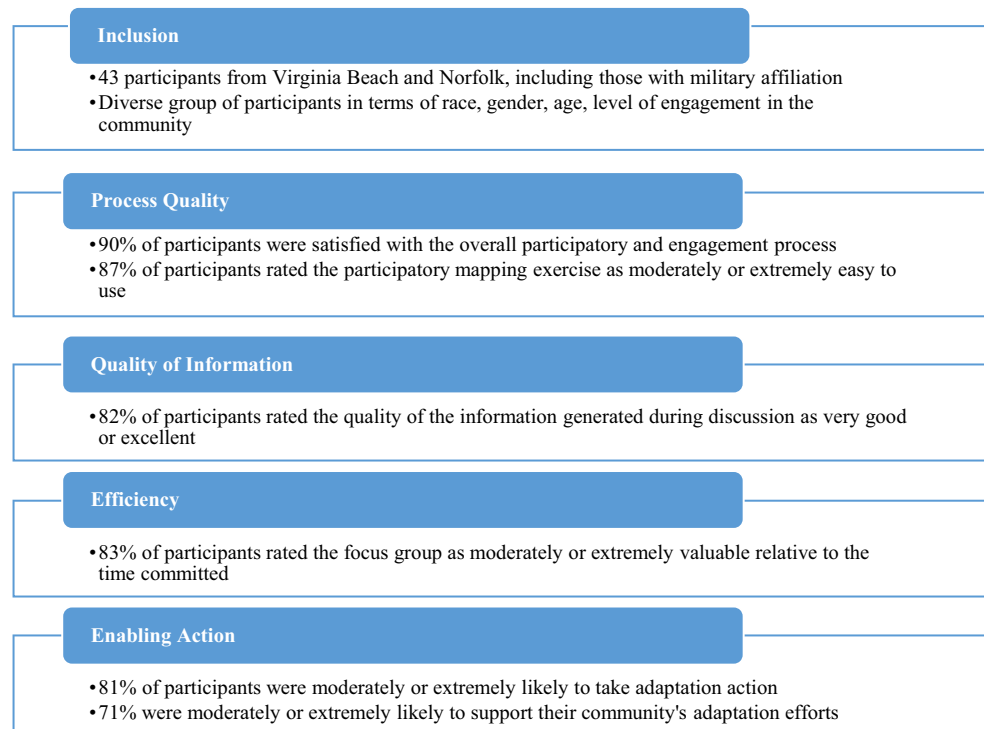 Inclusion
•43 participants from Virginia Beach and Norfolk, including those with military affiliation
•Diverse group of participants in terms of race, gender, age, level of engagement in the
community
Process Quality
•90% of participants were satisfied with the overall participatory and engagement process
•87% of participants rated the participatory mapping exercise as moderately or extremely easy to
use
Quality of Information
•82% of participants rated the quality of the information generated during discussion as very good
or excellent
Efficiency
•83% of participants rated the focus group as moderately or extremely valuable relative to the
time committed
Enabling Action
•81% of participants were moderately or extremely likely to take adaptation action
•71% were moderately or extremely likely to support their community's adaptation efforts